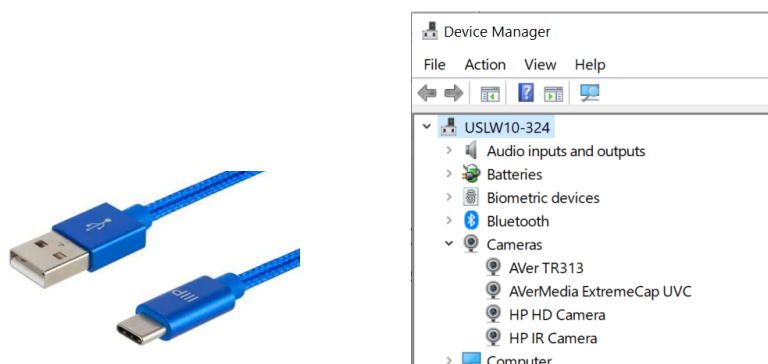 Device Manager
File Action View Help
USLW10-324
Audio inputs and outputs
Batteries
Biometric devices
Bluetooth
Cameras
AVer TR313
AVerMedia ExtremeCap UVC
HP HD Camera
HP IR Camera
Computer